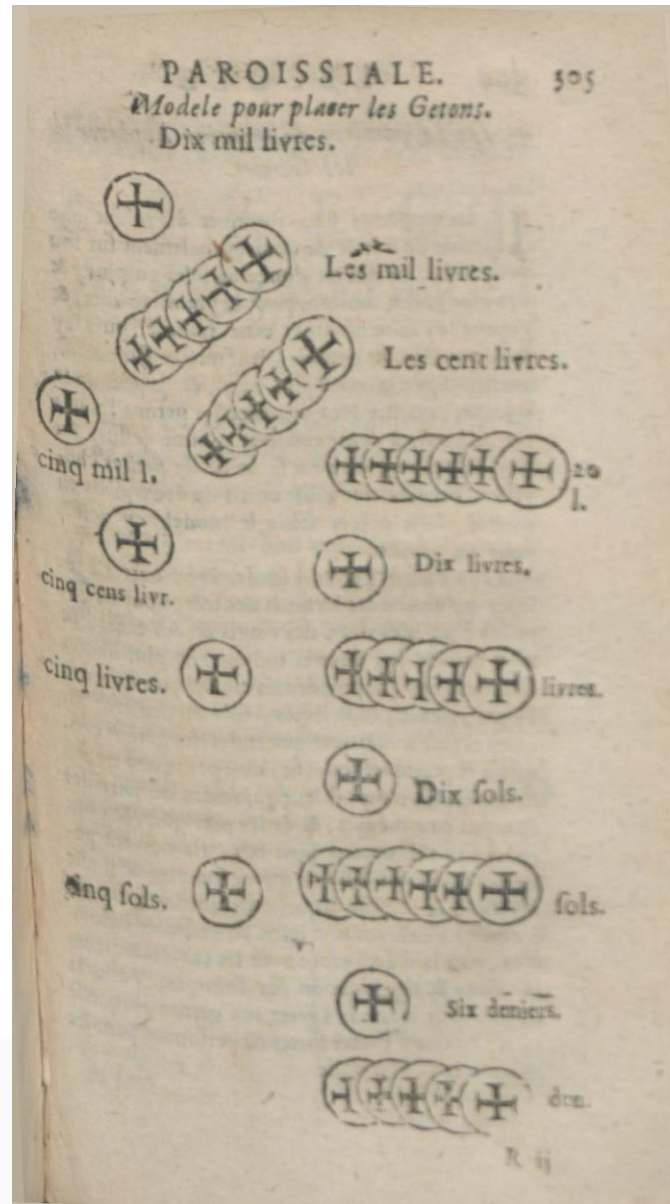 PAROISSIALE. 305
Modele pour placer les Getons.
Dix mil livres.
Les mil livres.
Les cent livres.
cinq mil l.
20
l.
cinq cens livr.
Dix livres.
cinq livres.
livres.
Dix sols.
cinq sols.
sols.
Six deniers.
den.
R ij